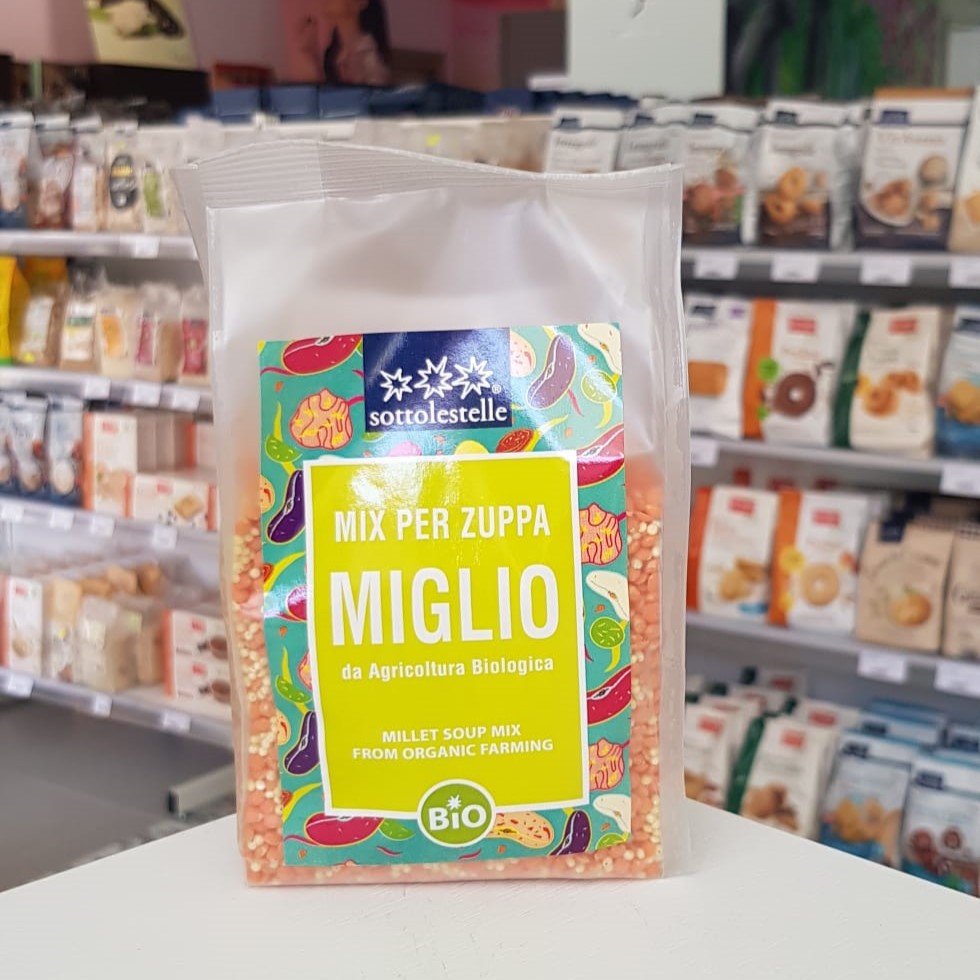 sottolestelle®
MIX PER ZUPPA
MIGLIO
da Agricoltura Biologica
MILLET SOUP MIX
FROM ORGANIC FARMING
BiO